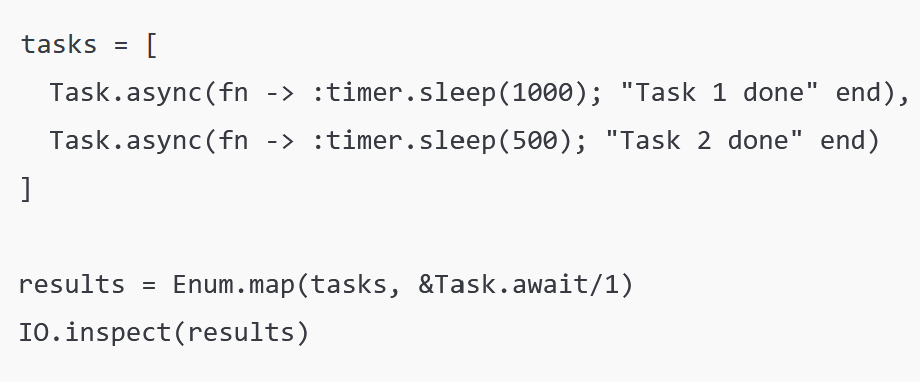 tasks = [
  Task.async(fn -> :timer.sleep(1000); "Task 1 done" end),
  Task.async(fn -> :timer.sleep(500); "Task 2 done" end)
]

results = Enum.map(tasks, &Task.await/1)
IO.inspect(results)